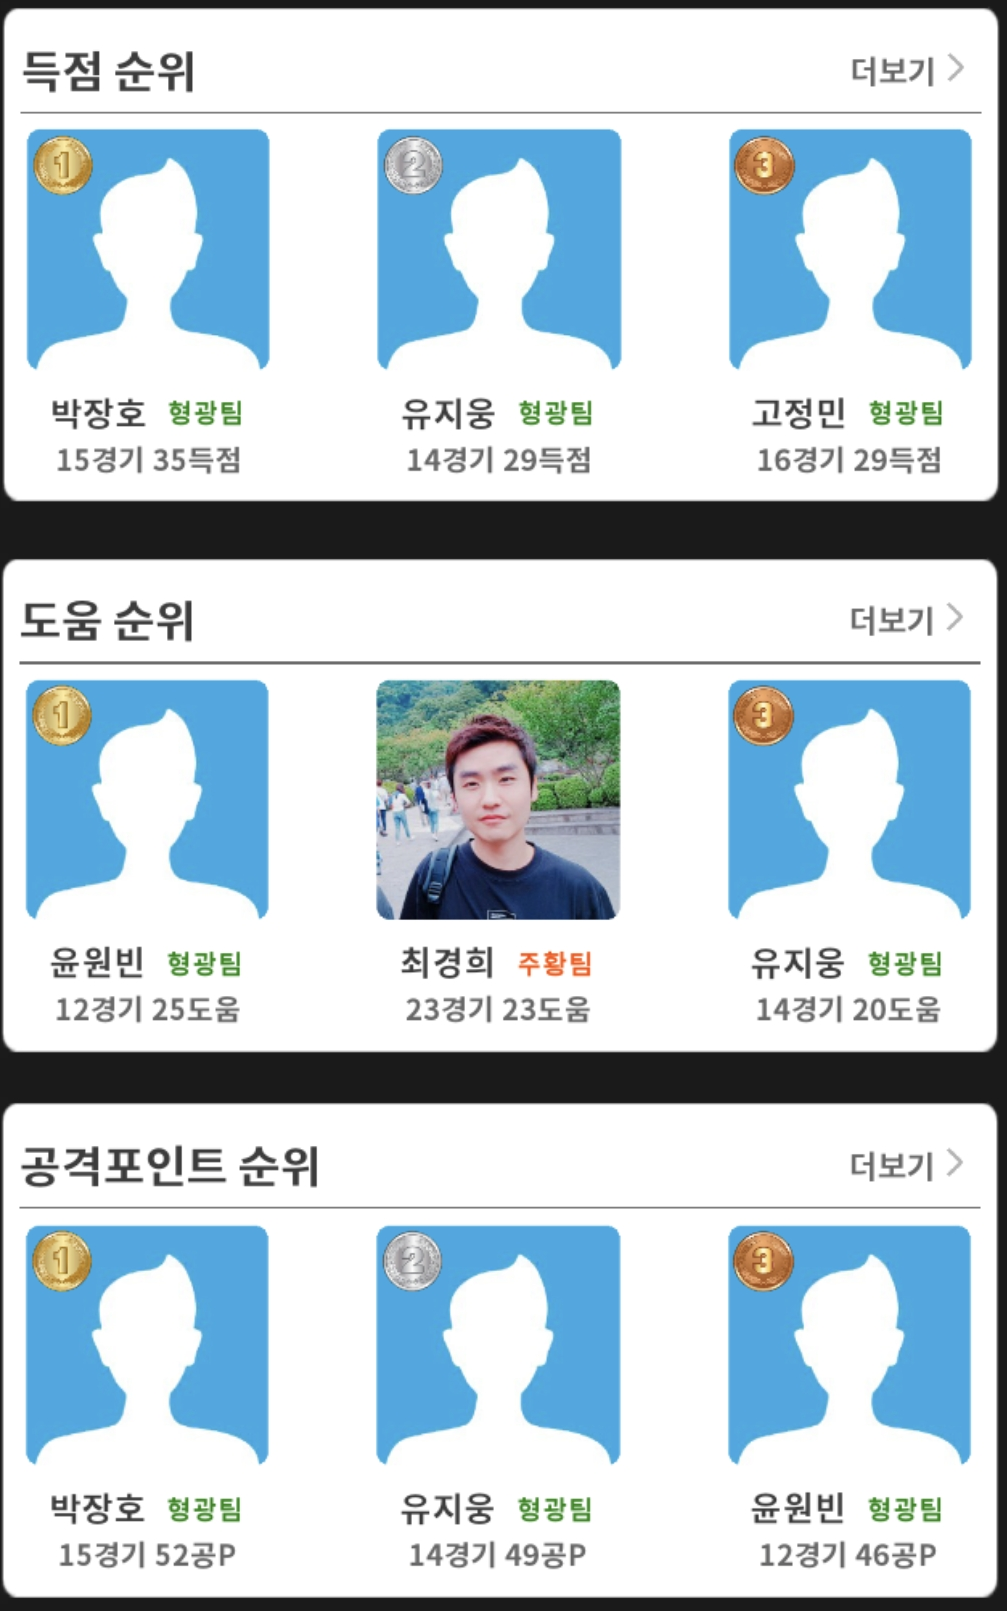 득점 순위 더보기 >
1 2 3
박장호 형광팀 유지웅 형광팀 고정민 형광팀
15경기 35득점 14경기 29득점 16경기 29득점
도움 순위 더보기 >
1 3
윤원빈 형광팀 최경희 주황팀 유지웅 형광팀
12경기 25도움 23경기 23도움 14경기 20도움
공격포인트 순위 더보기 >
1 2 3
박장호 형광팀 유지웅 형광팀 윤원빈 형광팀
15경기 52공P 14경기 49공P 12경기 46공P